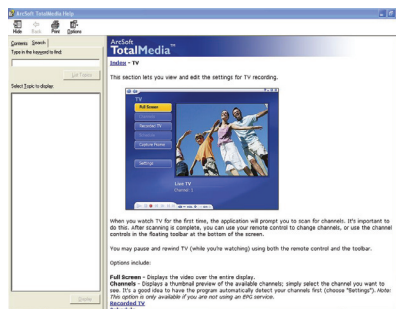 ArcSoft TotalMedia Help
Hide Back Print Options
Contents Search
Type in the keyword to find:
List Topics
Select Topic to display:
Display
ArcSoft
TotalMedia™
Index - TV
This section lets you view and edit the settings for TV recording.
TV
Full Screen
Recorded TV
Capture Frame
Settings
Live TV
Channel: 1
When you watch TV for the first time, the application will prompt you to scan for channels. It's important to
do this. After scanning is complete, you can use your remote control to change channels, or use the channel
controls in the floating toolbar at the bottom of the screen.
You may pause and rewind TV (while you're watching) using both the remote control and the toolbar.
Options include:
Full Screen - Displays the video over the entire display.
Channels - Displays a thumbnail preview of the available channels; simply select the channel you want to
see. It's a good idea to have the program automatically detect your channels first (choose "Settings"). Note:
This option is only available if you are not using an EPG service.
Recorded TV